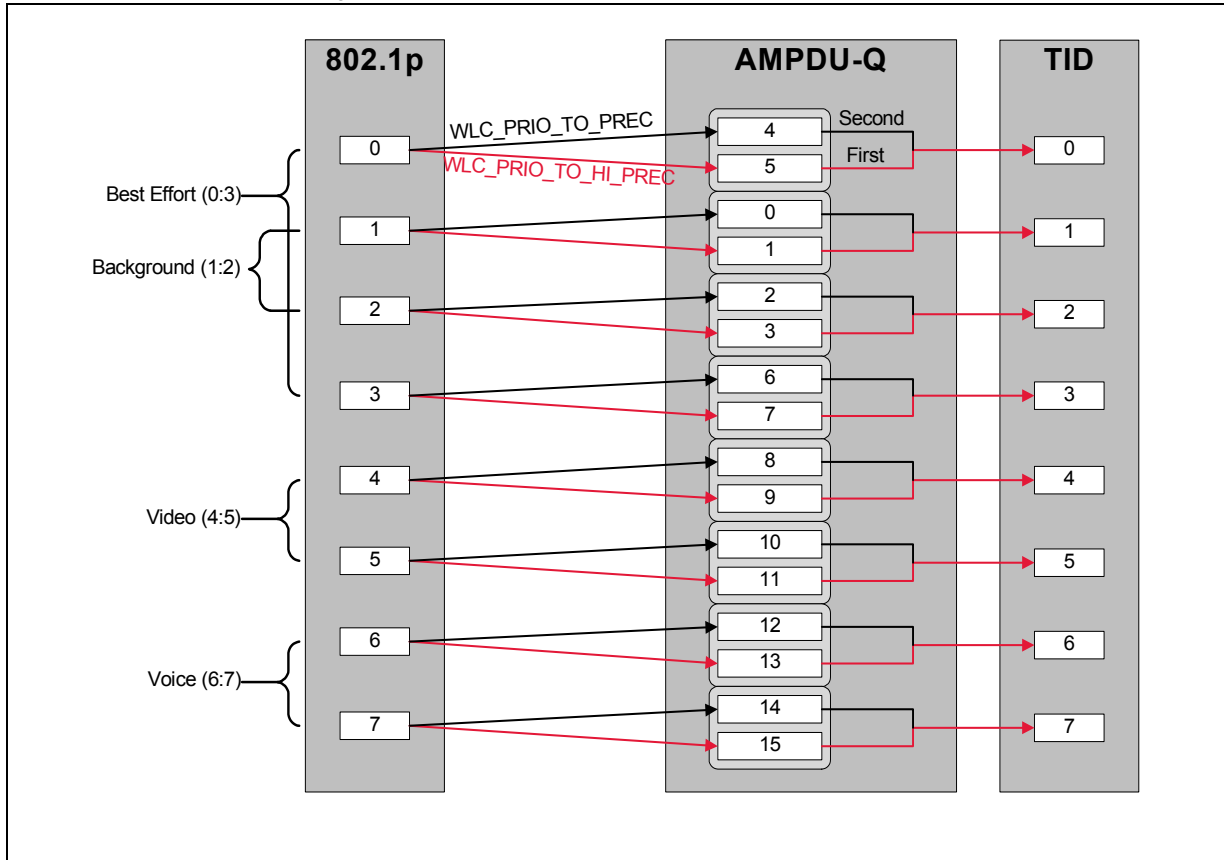 802.1p
AMPDU-Q
TID
WLC_PRIO_TO_PREC
WLC_PRIO_TO_HI_PREC
Second
First
Best Effort (0:3)
Background (1:2)
Video (4:5)
Voice (6:7)
0
1
2
3
4
5
6
7
4
5
0
1
2
3
6
7
8
9
10
11
12
13
14
15
0
1
2
3
4
5
6
7